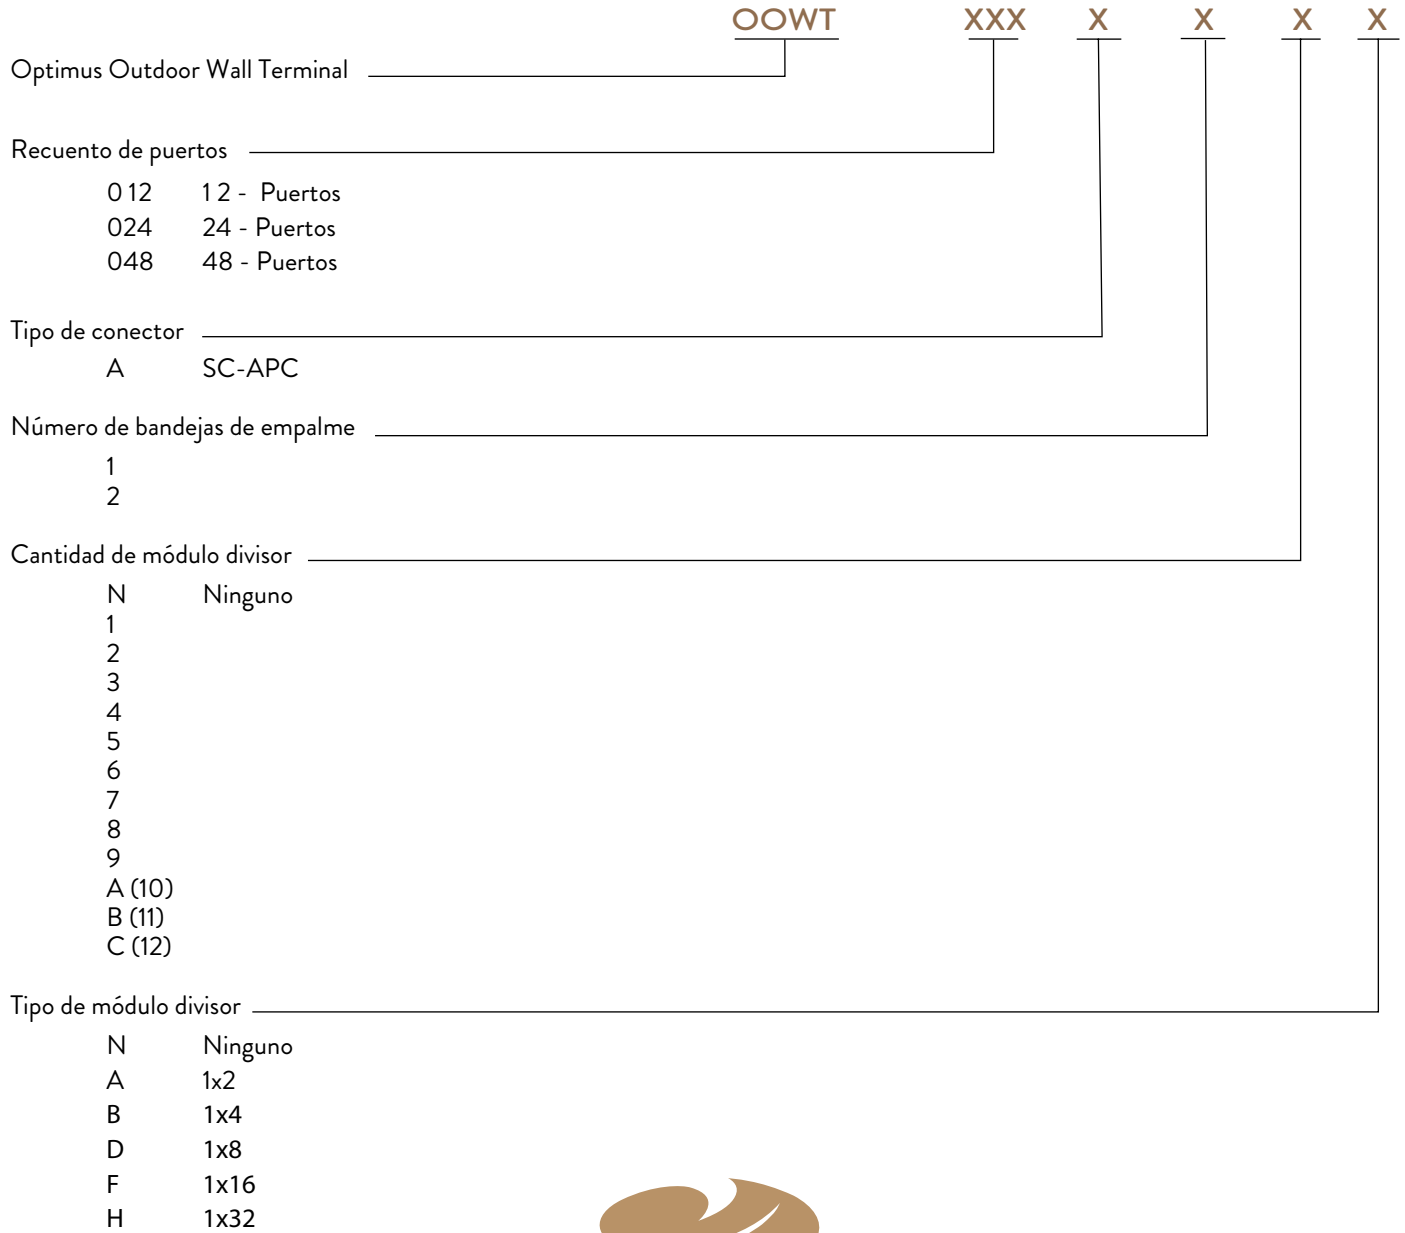 OOWT XXX X X X X
Optimus Outdoor Wall Terminal
Recuento de puertos
012 12 - Puertos
024 24 - Puertos
048 48 - Puertos
Tipo de conector
A SC-APC
Número de bandejas de empalme
1
2
Cantidad de módulo divisor
N Ninguno
1
2
3
4
5
6
7
8
9
A (10)
B (11)
C (12)
Tipo de módulo divisor
N Ninguno
A 1x2
B 1x4
D 1x8
F 1x16
H 1x32